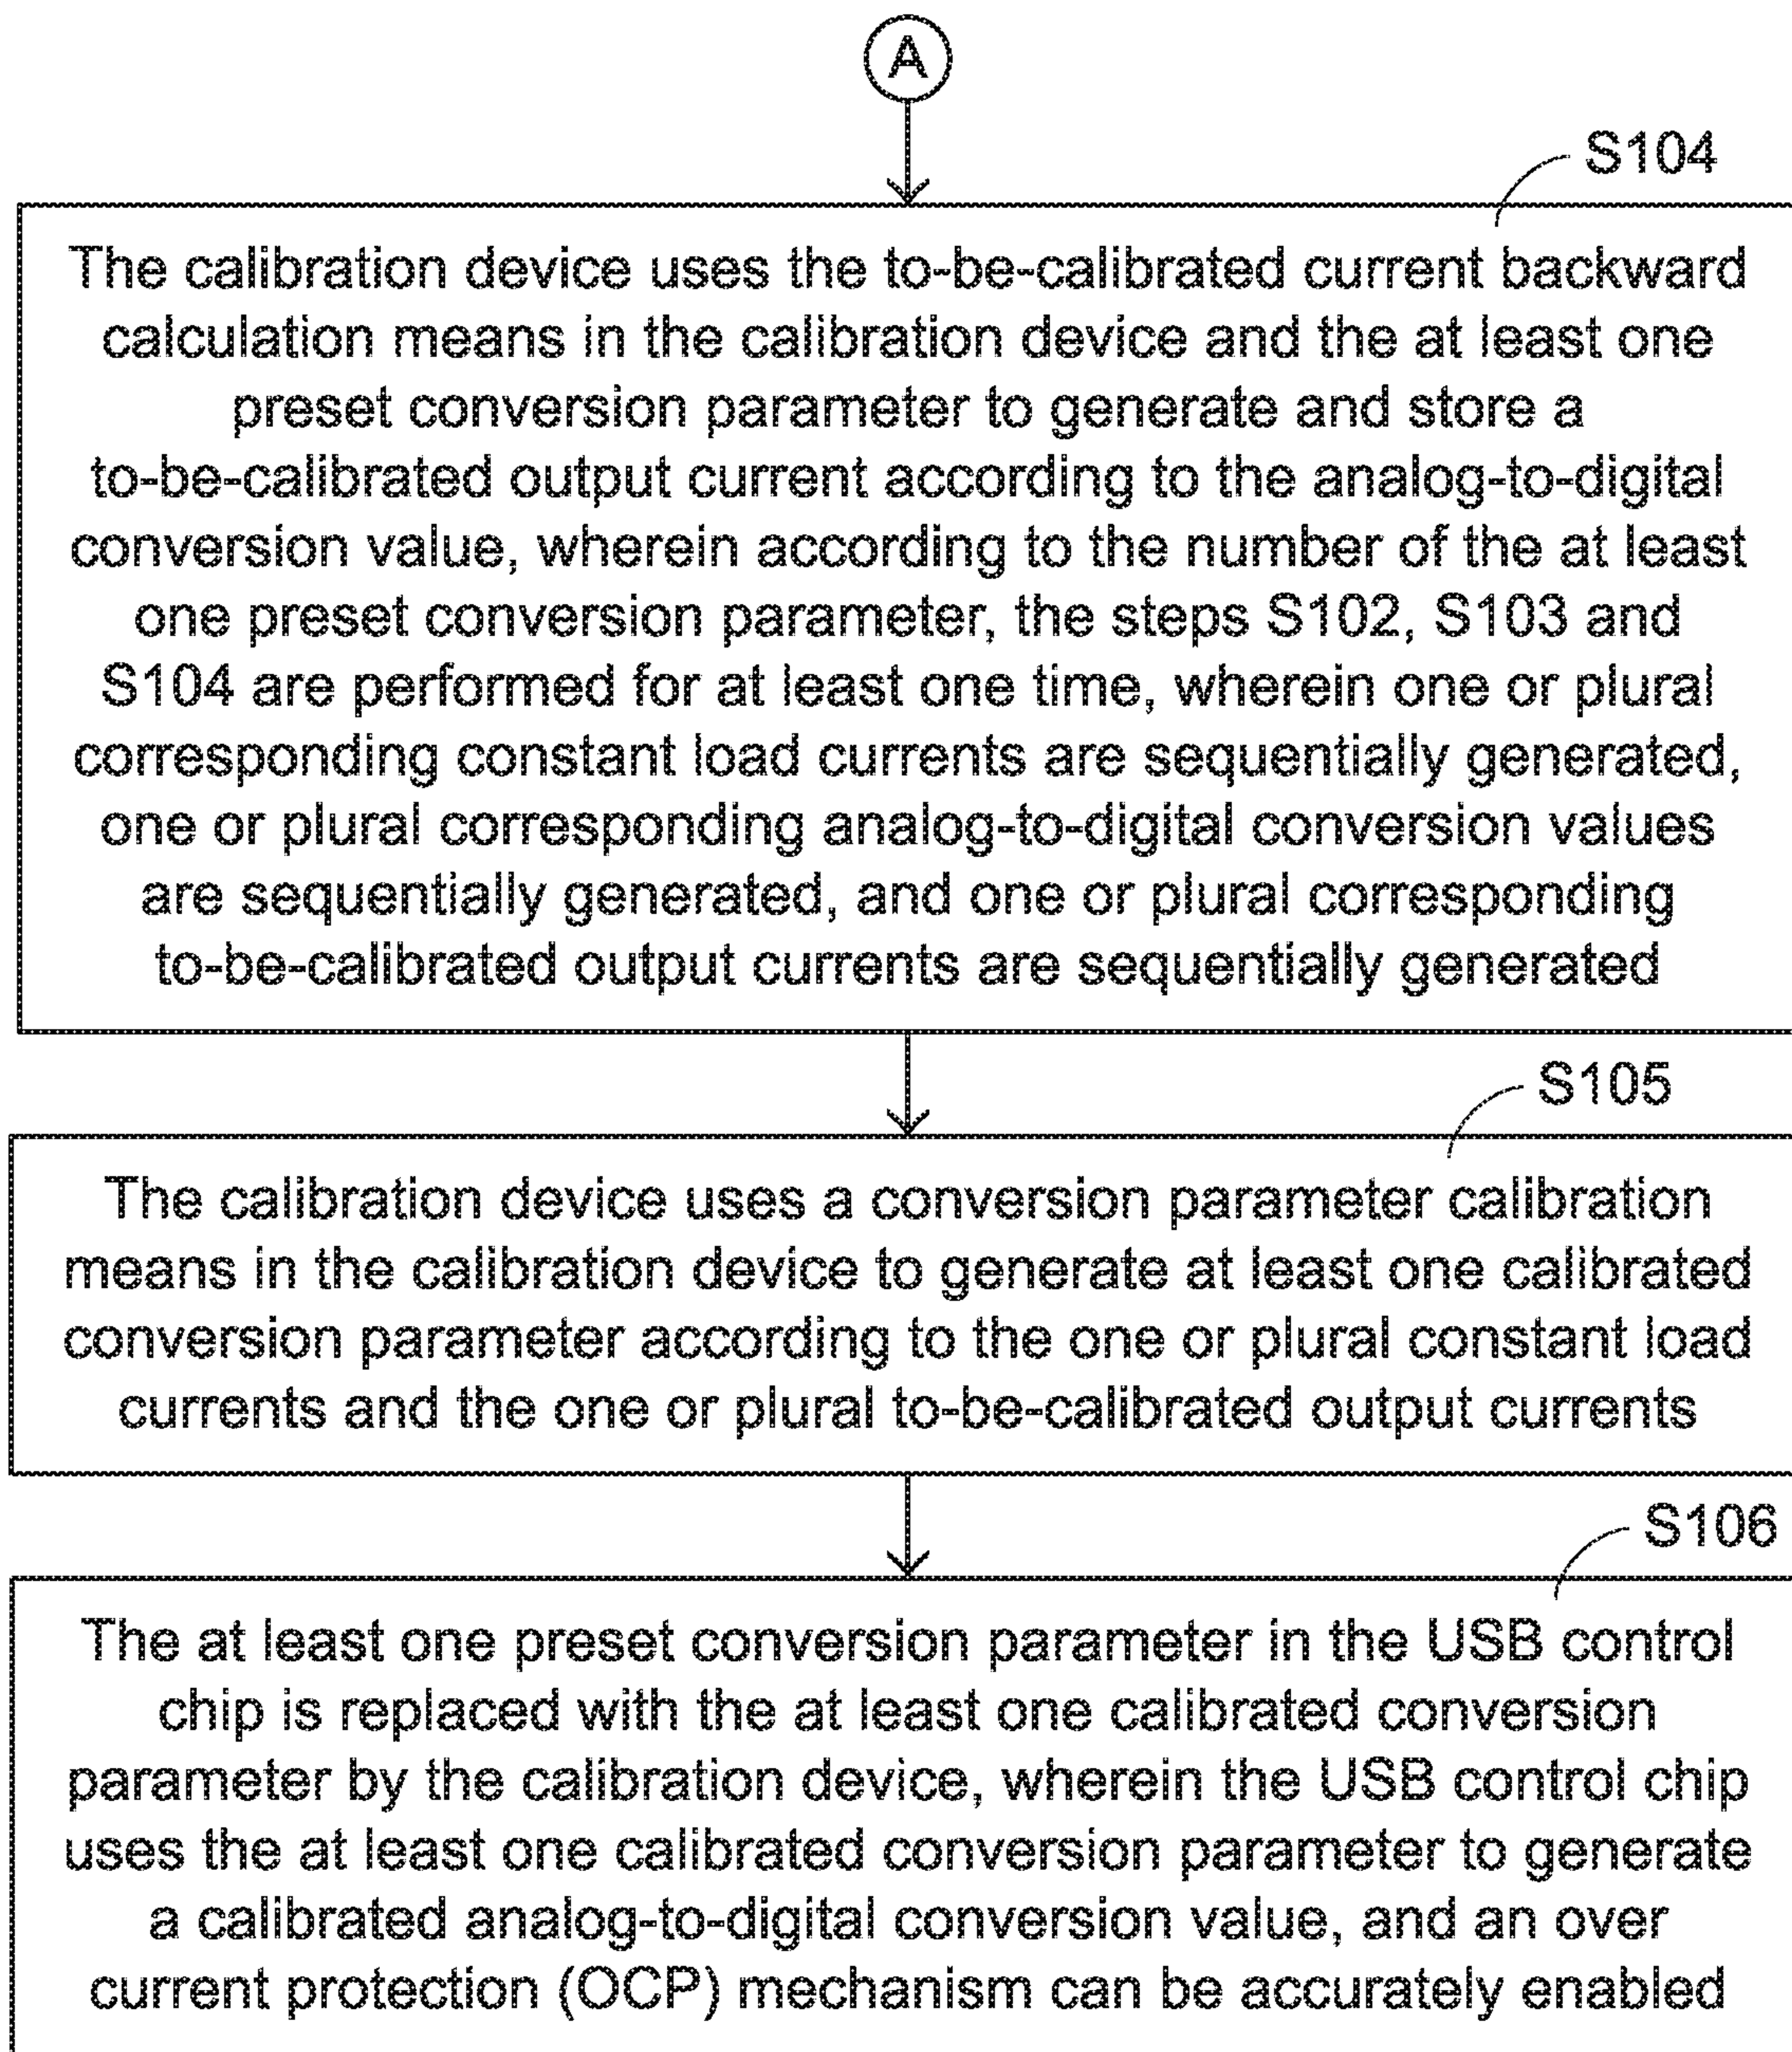 A
S104
The calibration device uses the to-be-calibrated current backward
calculation means in the calibration device and the at least one
preset conversion parameter to generate and store a
to-be-calibrated output current according to the analog-to-digital
conversion value, wherein according to the number of the at least
one preset conversion parameter, the steps S102, S103 and
S104 are performed for at least one time, wherein one or plural
corresponding constant load currents are sequentially generated,
one or plural corresponding analog-to-digital conversion values
are sequentially generated, and one or plural corresponding
to-be-calibrated output currents are sequentially generated
S105
The calibration device uses a conversion parameter calibration
means in the calibration device to generate at least one calibrated
conversion parameter according to the one or plural constant load
currents and the one or plural to-be-calibrated output currents
S106
The at least one preset conversion parameter in the USB control
chip is replaced with the at least one calibrated conversion
parameter by the calibration device, wherein the USB control chip
uses the at least one calibrated conversion parameter to generate
a calibrated analog-to-digital conversion value, and an over
current protection (OCP) mechanism can be accurately enabled